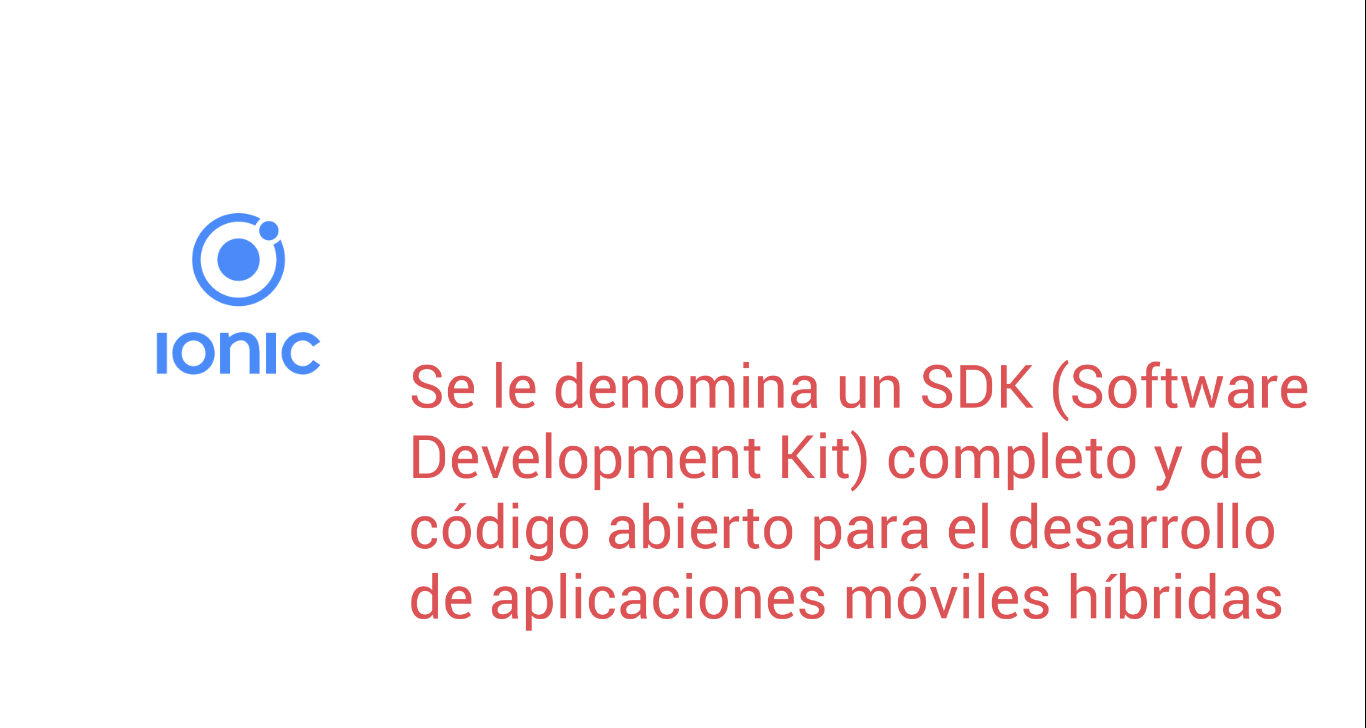 ionic
Se le denomina un SDK (Software
Development Kit) completo y de
código abierto para el desarrollo
de aplicaciones móviles híbridas